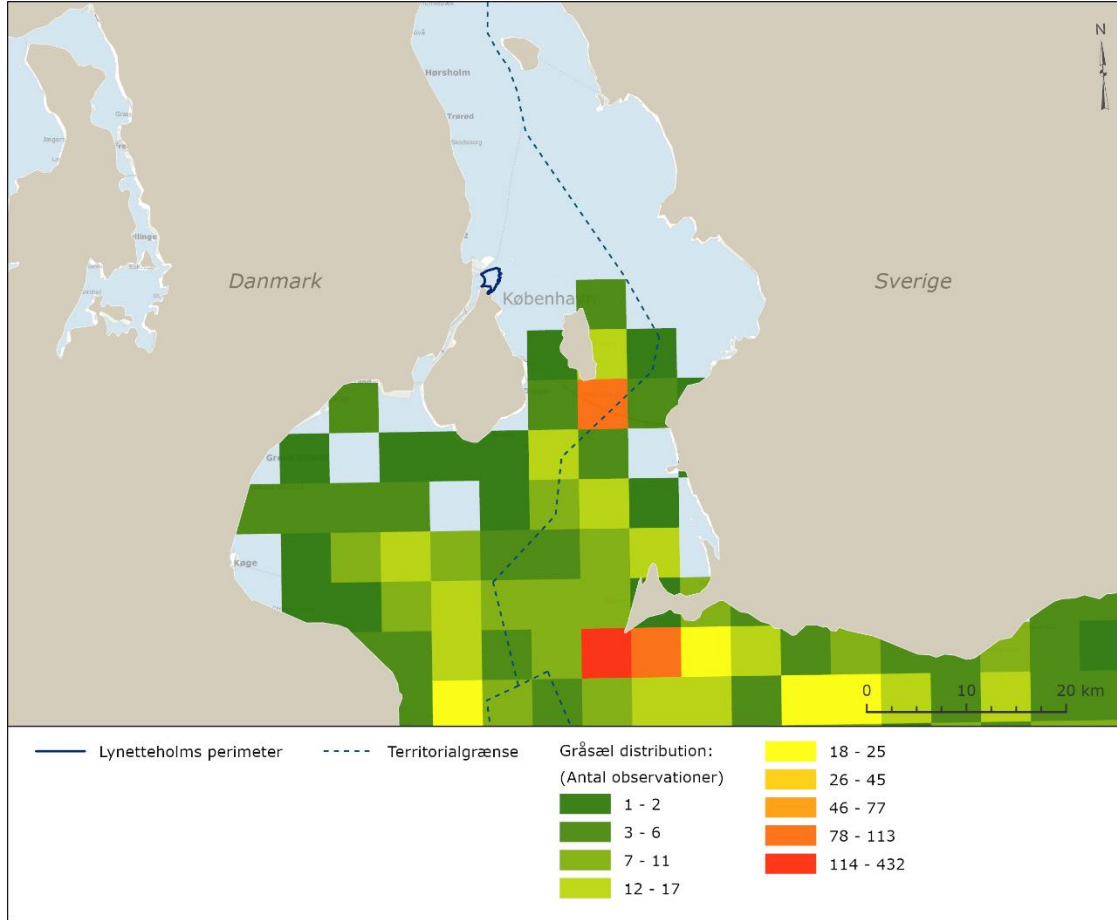 N
Hørsholm
Trørød
Danmark
Sverige
København
Køge
0 10 20 km
Lynetteholms perimeter
Territorialgrænse
Gråsæl distribution:
(Antal observationer)
1 - 2
3 - 6
7 - 11
12 - 17
18 - 25
26 - 45
46 - 77
78 - 113
114 - 432